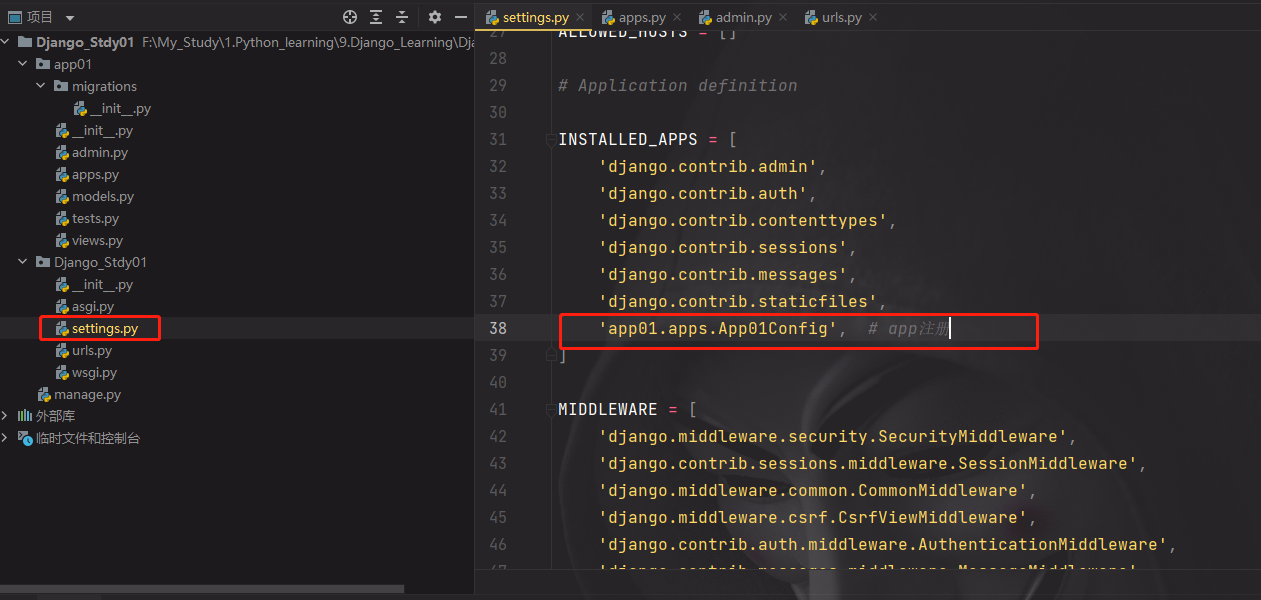 项目
Django_Stdy01 F:\My_Study\1.Python_learning\9.Django_Learning\Dja
app01
migrations
__init__.py
__init__.py
admin.py
apps.py
models.py
tests.py
views.py
Django_Stdy01
__init__.py
asgi.py
settings.py
urls.py
wsgi.py
manage.py
外部库
临时文件和控制台
settings.py apps.py admin.py urls.py
27 ALLOWED_HOSTS = []
28
29 # Application definition
30
31 INSTALLED_APPS = [
32 'django.contrib.admin',
33 'django.contrib.auth',
34 'django.contrib.contenttypes',
35 'django.contrib.sessions',
36 'django.contrib.messages',
37 'django.contrib.staticfiles',
38 'app01.apps.App01Config', # app注册
39 ]
40
41 MIDDLEWARE = [
42 'django.middleware.security.SecurityMiddleware',
43 'django.contrib.sessions.middleware.SessionMiddleware',
44 'django.middleware.common.CommonMiddleware',
45 'django.middleware.csrf.CsrfViewMiddleware',
46 'django.contrib.auth.middleware.AuthenticationMiddleware',
47 'django.contrib.messages.middleware.MessageMiddleware',